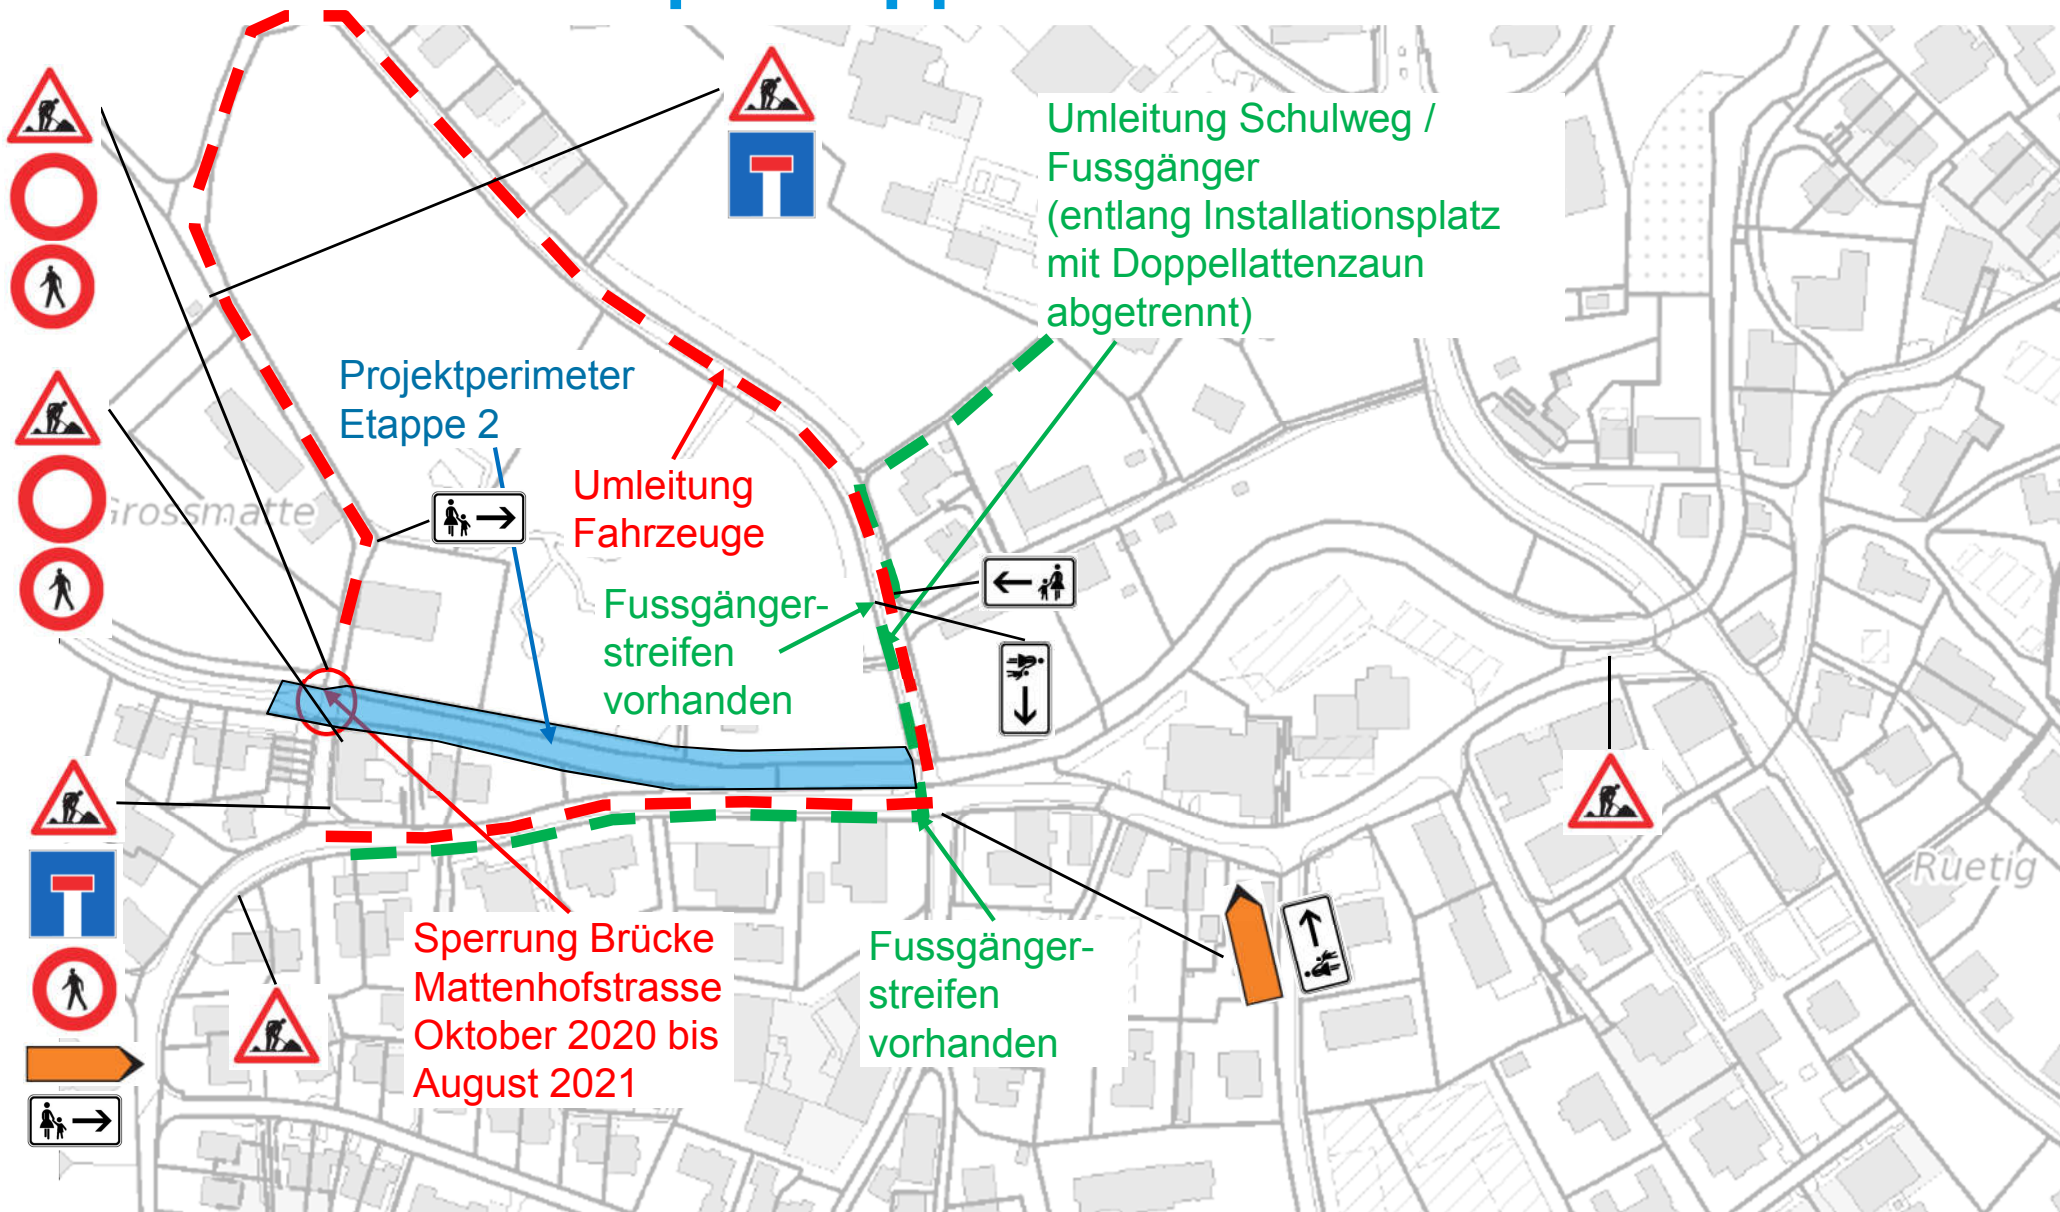 Umleitung Schulweg /
Fussgänger
(entlang Installationsplatz
mit Doppellattenzaun
abgetrennt)
Projektperimeter
Etappe 2
Umleitung
Fahrzeuge
Grossmatte
Fussgänger-
streifen
vorhanden
Ruetig
Sperrung Brücke
Mattenhofstrasse
Oktober 2020 bis
August 2021
Fussgänger-
streifen
vorhanden